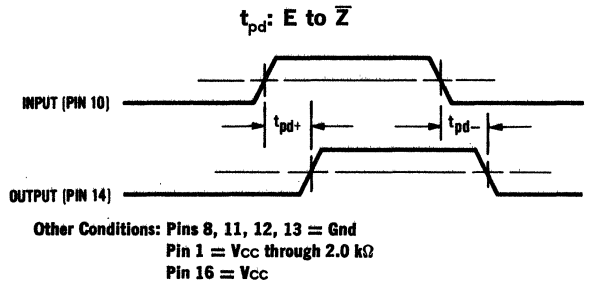 tpd: E to Z̅
INPUT (PIN 10)
tpd+
tpd−
OUTPUT (PIN 14)
Other Conditions: Pins 8, 11, 12, 13 = Gnd
Pin 1 = VCC through 2.0 kΩ
Pin 16 = VCC